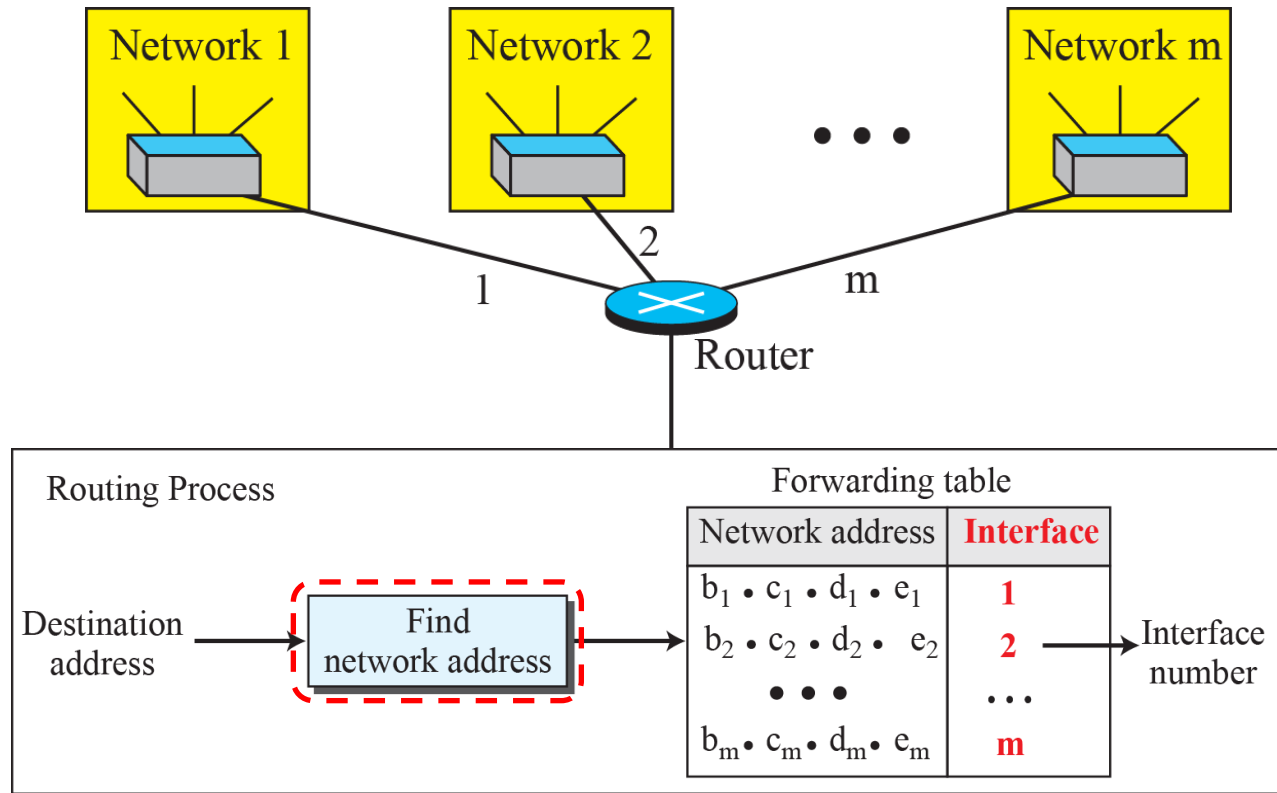 Network 1
Network 2
Network m
• • •
1
2
m
Router
Routing Process
Forwarding table
Network address Interface
Destination address
Find network address
b₁ • c₁ • d₁ • e₁ 1
b₂ • c₂ • d₂ • e₂ 2
• • • ...
bₘ • cₘ • dₘ • eₘ m
Interface number